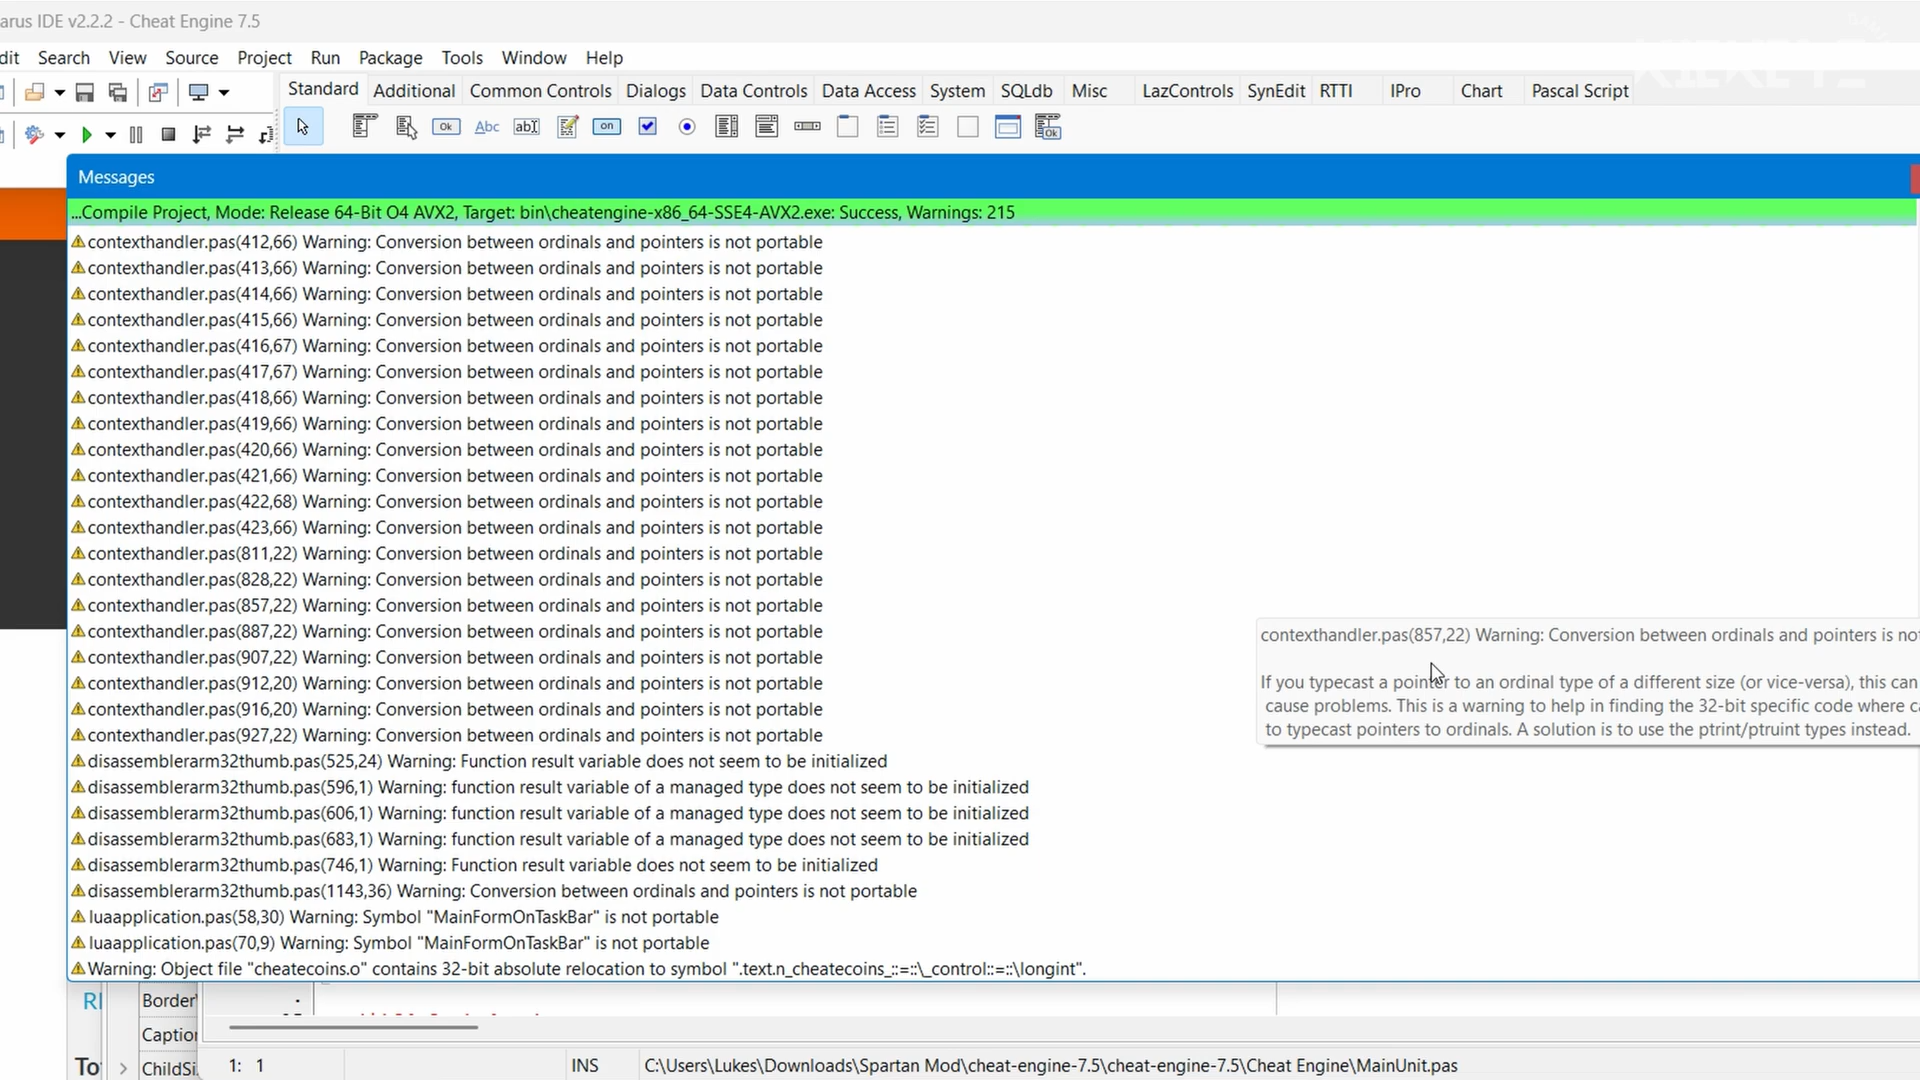 arus IDE v2.2.2 - Cheat Engine 7.5
dit Search View Source Project Run Package Tools Window Help
Standard Additional Common Controls Dialogs Data Controls Data Access System SQLdb Misc LazControls SynEdit RTTI IPro Chart Pascal Script
Ok Abc ab on Ok
Messages
...Compile Project, Mode: Release 64-Bit O4 AVX2, Target: bin\cheatengine-x86_64-SSE4-AVX2.exe: Success, Warnings: 215
contexthandler.pas(412,66) Warning: Conversion between ordinals and pointers is not portable
contexthandler.pas(413,66) Warning: Conversion between ordinals and pointers is not portable
contexthandler.pas(414,66) Warning: Conversion between ordinals and pointers is not portable
contexthandler.pas(415,66) Warning: Conversion between ordinals and pointers is not portable
contexthandler.pas(416,67) Warning: Conversion between ordinals and pointers is not portable
contexthandler.pas(417,67) Warning: Conversion between ordinals and pointers is not portable
contexthandler.pas(418,66) Warning: Conversion between ordinals and pointers is not portable
contexthandler.pas(419,66) Warning: Conversion between ordinals and pointers is not portable
contexthandler.pas(420,66) Warning: Conversion between ordinals and pointers is not portable
contexthandler.pas(421,66) Warning: Conversion between ordinals and pointers is not portable
contexthandler.pas(422,68) Warning: Conversion between ordinals and pointers is not portable
contexthandler.pas(423,66) Warning: Conversion between ordinals and pointers is not portable
contexthandler.pas(811,22) Warning: Conversion between ordinals and pointers is not portable
contexthandler.pas(828,22) Warning: Conversion between ordinals and pointers is not portable
contexthandler.pas(857,22) Warning: Conversion between ordinals and pointers is not portable
contexthandler.pas(887,22) Warning: Conversion between ordinals and pointers is not portable
contexthandler.pas(907,22) Warning: Conversion between ordinals and pointers is not portable
contexthandler.pas(912,20) Warning: Conversion between ordinals and pointers is not portable
contexthandler.pas(916,20) Warning: Conversion between ordinals and pointers is not portable
contexthandler.pas(927,22) Warning: Conversion between ordinals and pointers is not portable
disassemblerarm32thumb.pas(525,24) Warning: Function result variable does not seem to be initialized
disassemblerarm32thumb.pas(596,1) Warning: function result variable of a managed type does not seem to be initialized
disassemblerarm32thumb.pas(606,1) Warning: function result variable of a managed type does not seem to be initialized
disassemblerarm32thumb.pas(683,1) Warning: function result variable of a managed type does not seem to be initialized
disassemblerarm32thumb.pas(746,1) Warning: Function result variable does not seem to be initialized
disassemblerarm32thumb.pas(1143,36) Warning: Conversion between ordinals and pointers is not portable
luaapplication.pas(58,30) Warning: Symbol "MainFormOnTaskBar" is not portable
luaapplication.pas(70,9) Warning: Symbol "MainFormOnTaskBar" is not portable
Warning: Object file "cheatecoins.o" contains 32-bit absolute relocation to symbol ".text.n_cheatecoins_::=::\_control::=::\longint".
contexthandler.pas(857,22) Warning: Conversion between ordinals and pointers is not
If you typecast a pointer to an ordinal type of a different size (or vice-versa), this can
cause problems. This is a warning to help in finding the 32-bit specific code where ca
to typecast pointers to ordinals. A solution is to use the ptrint/ptruint types instead.
Border
Captio
ChildSi
To
1: 1 INS C:\Users\Lukes\Downloads\Spartan Mod\cheat-engine-7.5\cheat-engine-7.5\Cheat Engine\MainUnit.pas